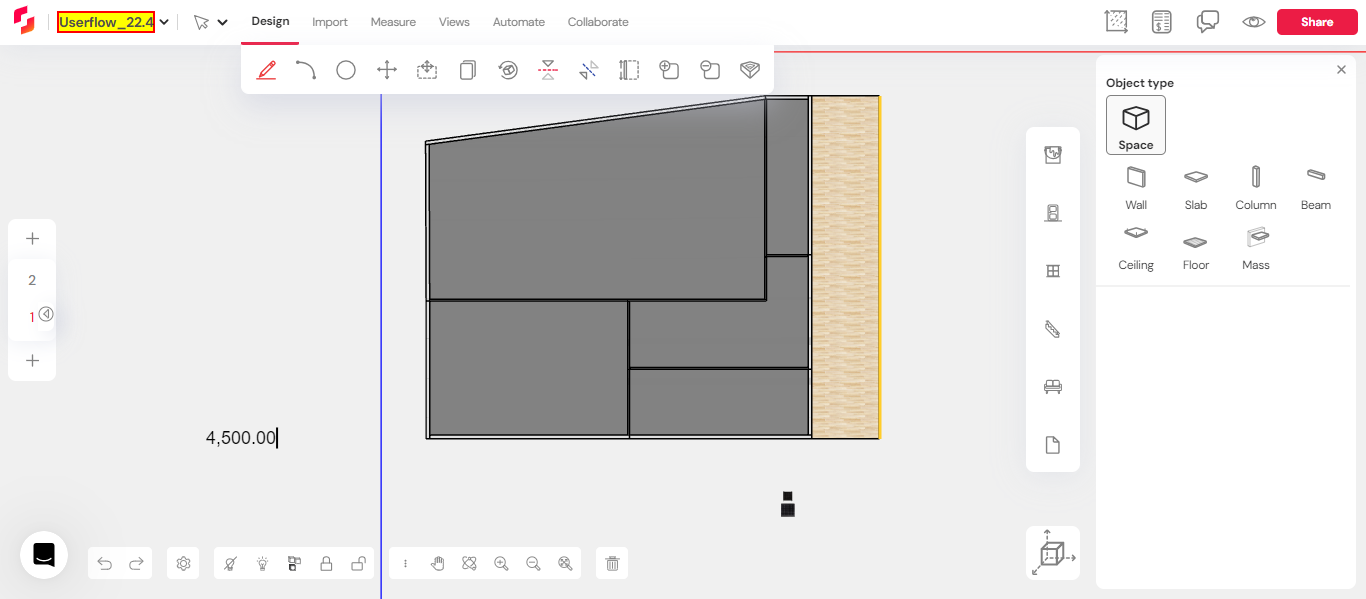 Userflow_22.4
Design
Import
Measure
Views
Automate
Collaborate
Share
Object type
Space
Wall
Slab
Column
Beam
Ceiling
Floor
Mass
2
1
4,500.00